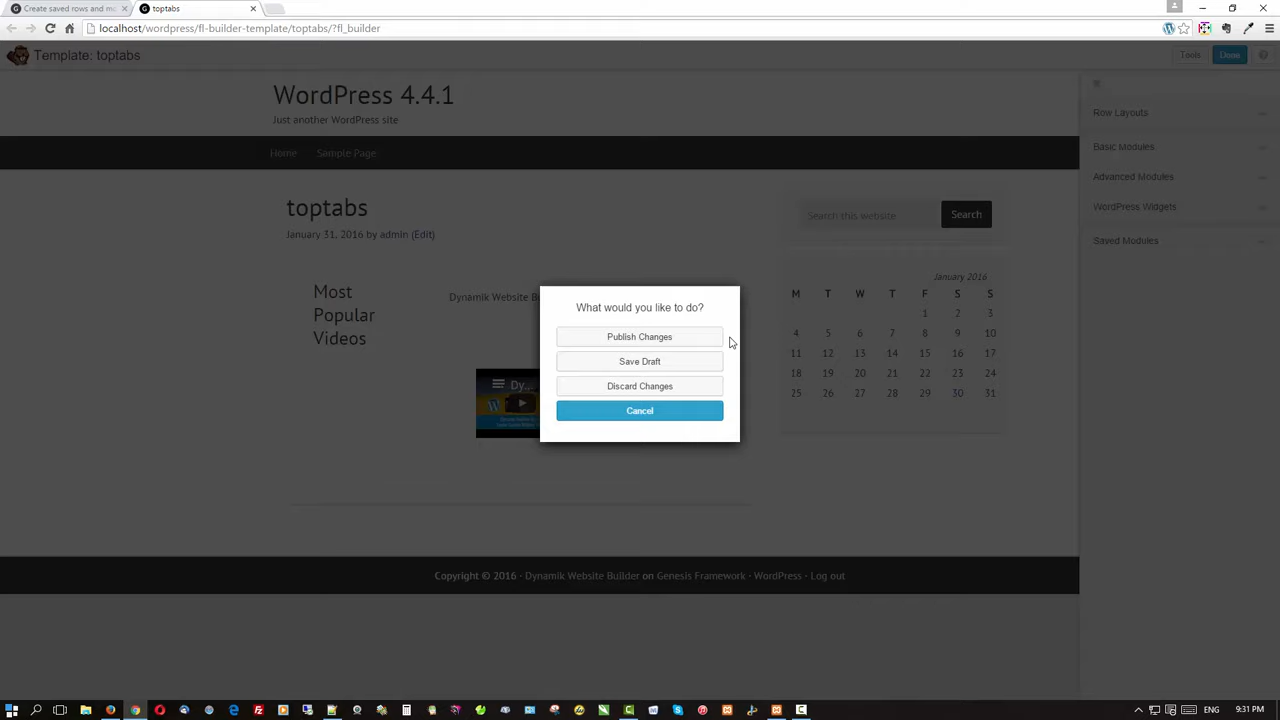 Create saved rows and mo
toptabs
localhost/wordpress/fl-builder-template/toptabs/?fl_builder
Template: toptabs
Tools
Done
WordPress 4.4.1
Just another WordPress site
Home
Sample Page
Row Layouts
Basic Modules
Advanced Modules
WordPress Widgets
Saved Modules
toptabs
January 31, 2016 by admin (Edit)
Search this website
Search
Most
Popular
Videos
Dynamik Website B
Dy...
What would you like to do?
Publish Changes
Save Draft
Discard Changes
Cancel
January 2016
M T W T F S S
1 2 3
4 5 6 7 8 9 10
11 12 13 14 15 16 17
18 19 20 21 22 23 24
25 26 27 28 29 30 31
Copyright © 2016 · Dynamik Website Builder on Genesis Framework · WordPress · Log out
ENG
9:31 PM